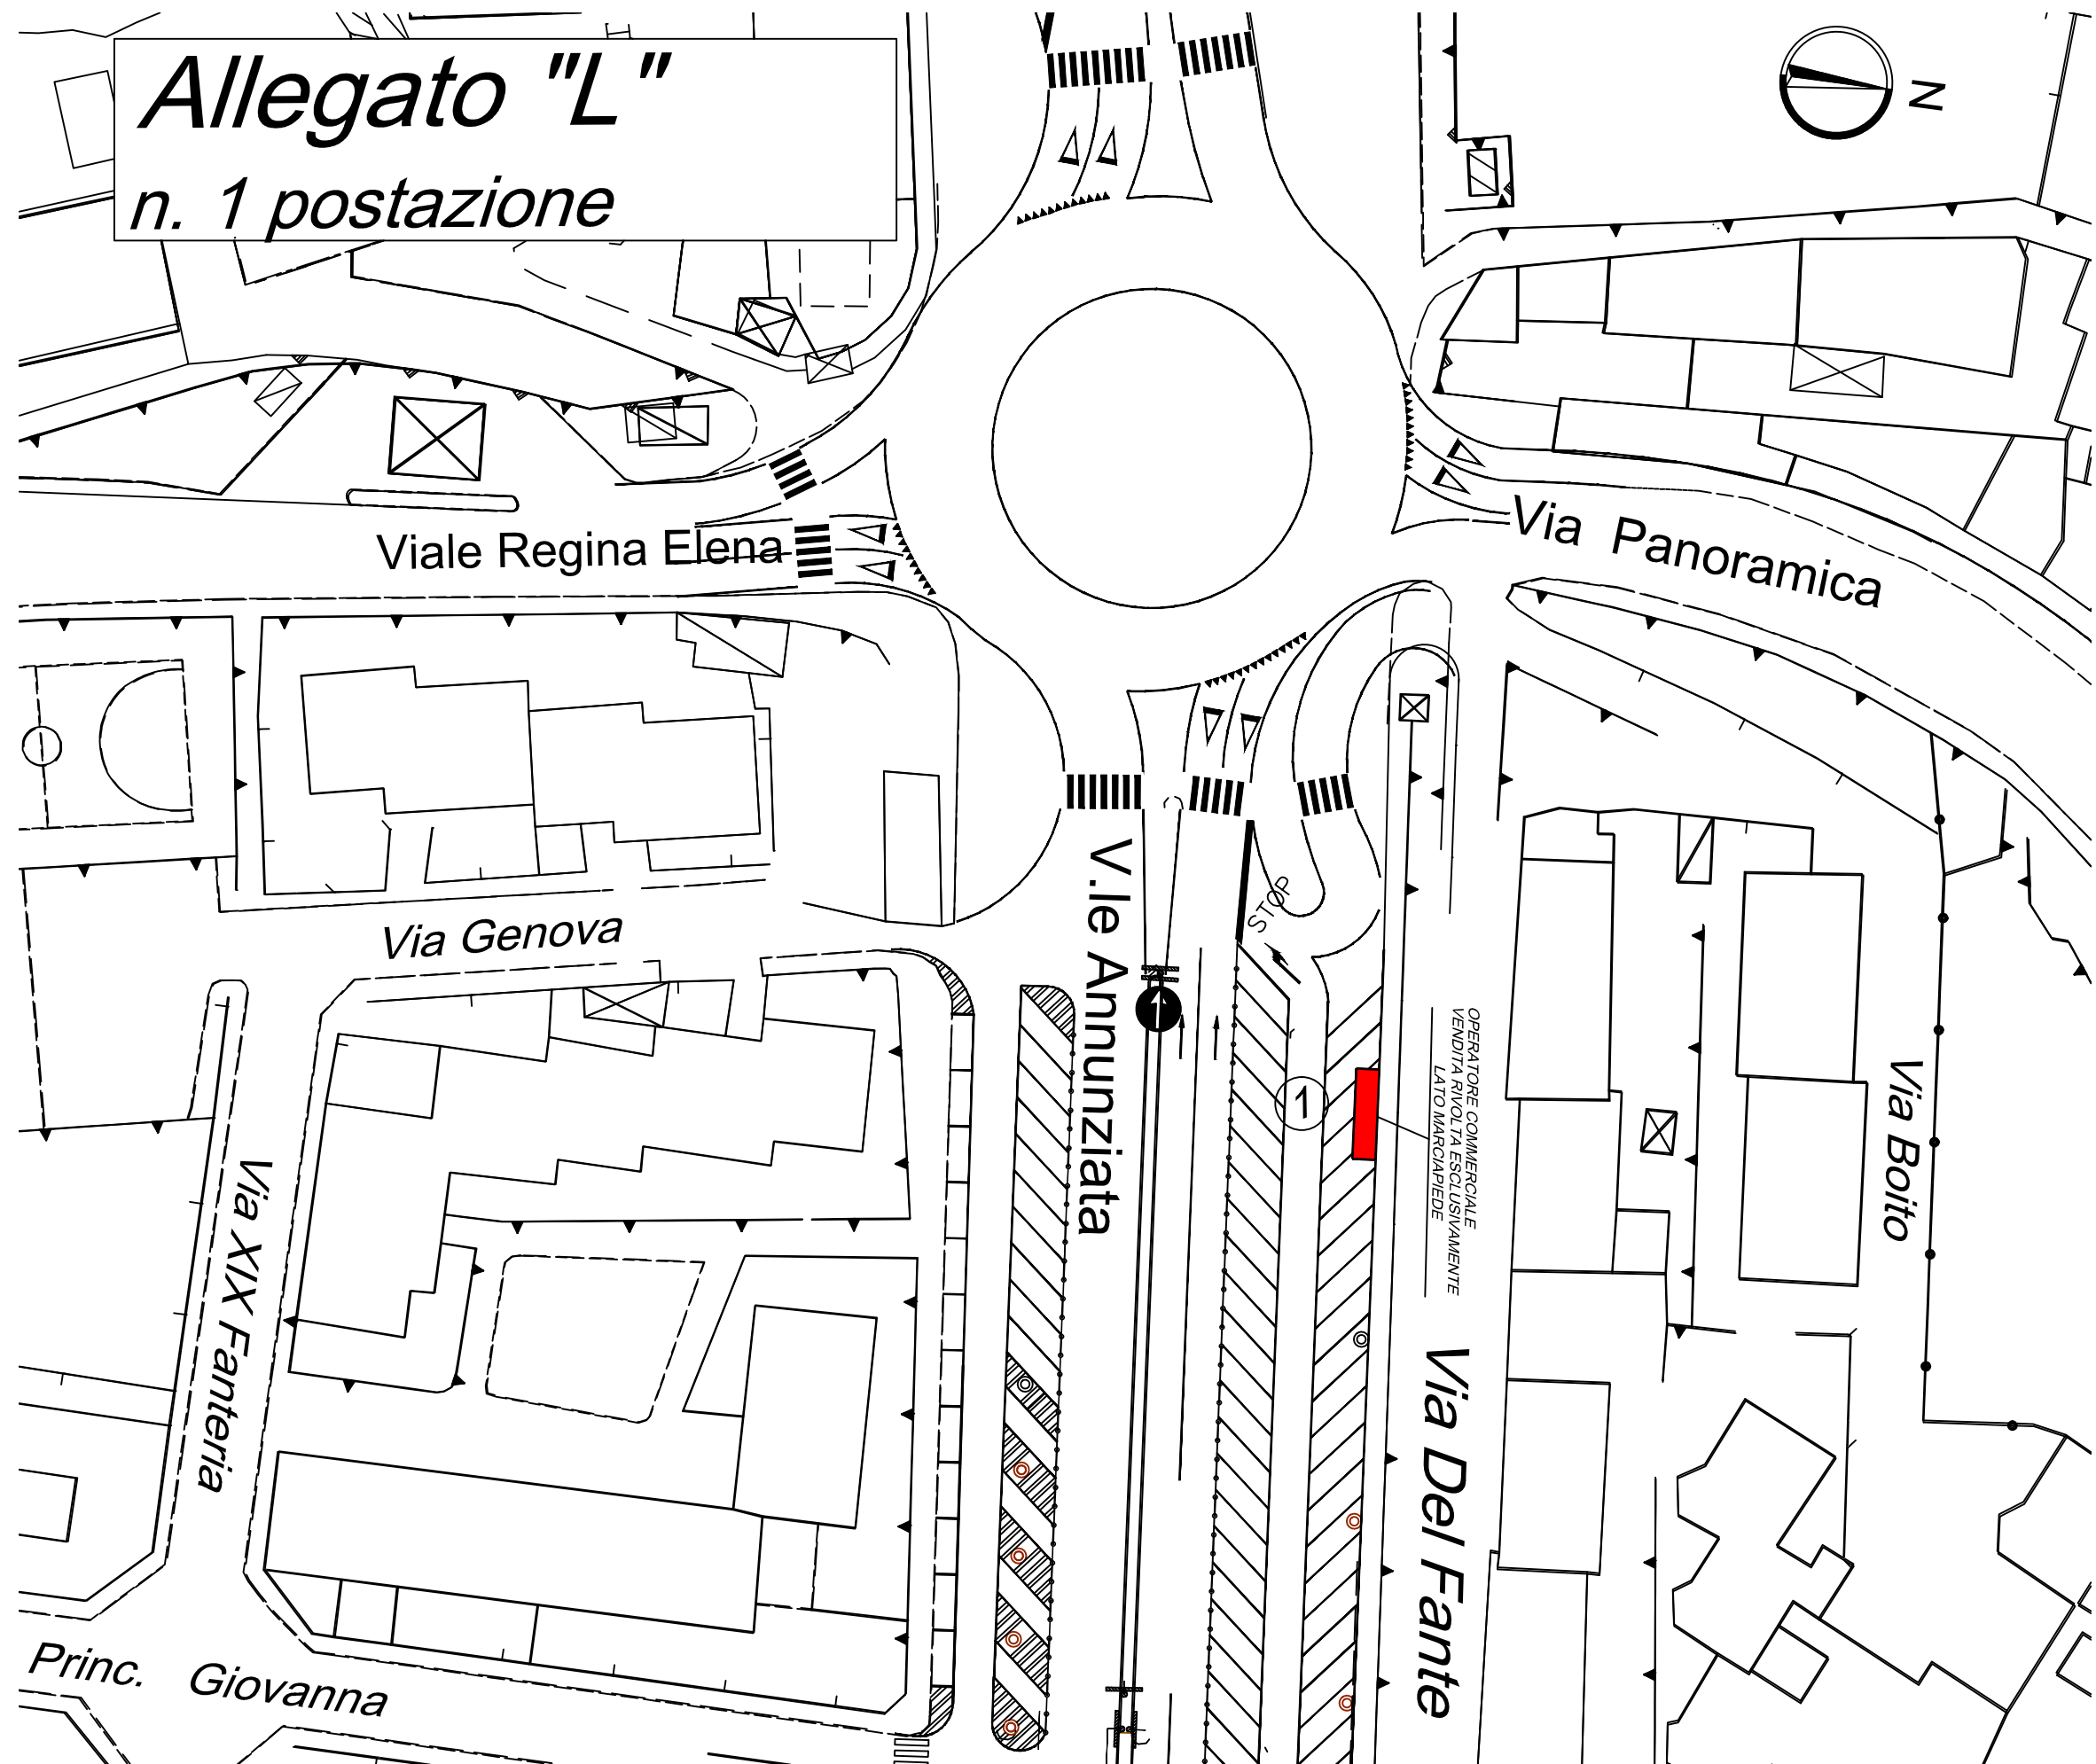 Allegato "L"
n. 1 postazione
N
Viale Regina Elena
Via Panoramica
V.le Annunziata
STOP
Via Genova
1
OPERATORE COMMERCIALE
VENDITA RIVOLTA ESCLUSIVAMENTE
LATO MARCIAPIEDE
Via Boito
Via XIX Fanteria
Via Del Fante
Princ. Giovanna